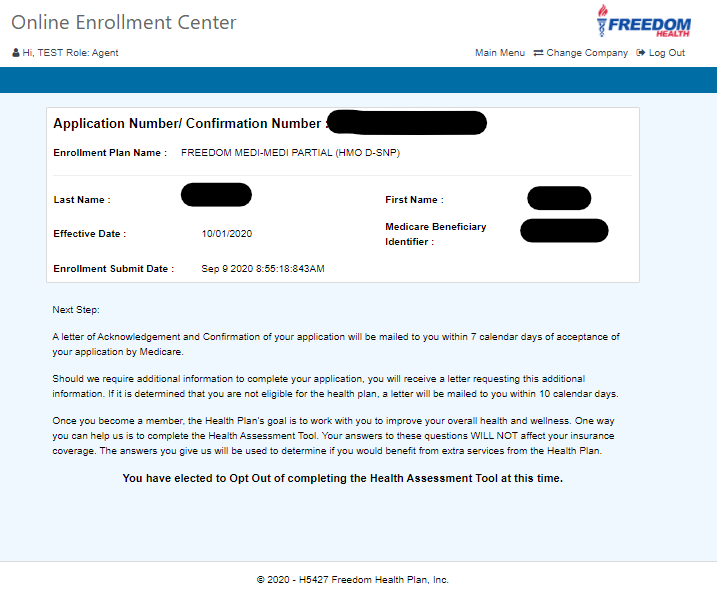 Online Enrollment Center
FREEDOM
HEALTH
Hi, TEST Role: Agent
Main Menu Change Company Log Out
Application Number/ Confirmation Number :
Enrollment Plan Name : FREEDOM MEDI-MEDI PARTIAL (HMO D-SNP)
Last Name : First Name :
Effective Date : 10/01/2020 Medicare Beneficiary
Identifier :
Enrollment Submit Date : Sep 9 2020 8:55:18:843AM
Next Step:
A letter of Acknowledgement and Confirmation of your application will be mailed to you within 7 calendar days of acceptance of
your application by Medicare.
Should we require additional information to complete your application, you will receive a letter requesting this additional
information. If it is determined that you are not eligible for the health plan, a letter will be mailed to you within 10 calendar days.
Once you become a member, the Health Plan's goal is to work with you to improve your overall health and wellness. One way
you can help us is to complete the Health Assessment Tool. Your answers to these questions WILL NOT affect your insurance
coverage. The answers you give us will be used to determine if you would benefit from extra services from the Health Plan.
You have elected to Opt Out of completing the Health Assessment Tool at this time.
© 2020 - H5427 Freedom Health Plan, Inc.